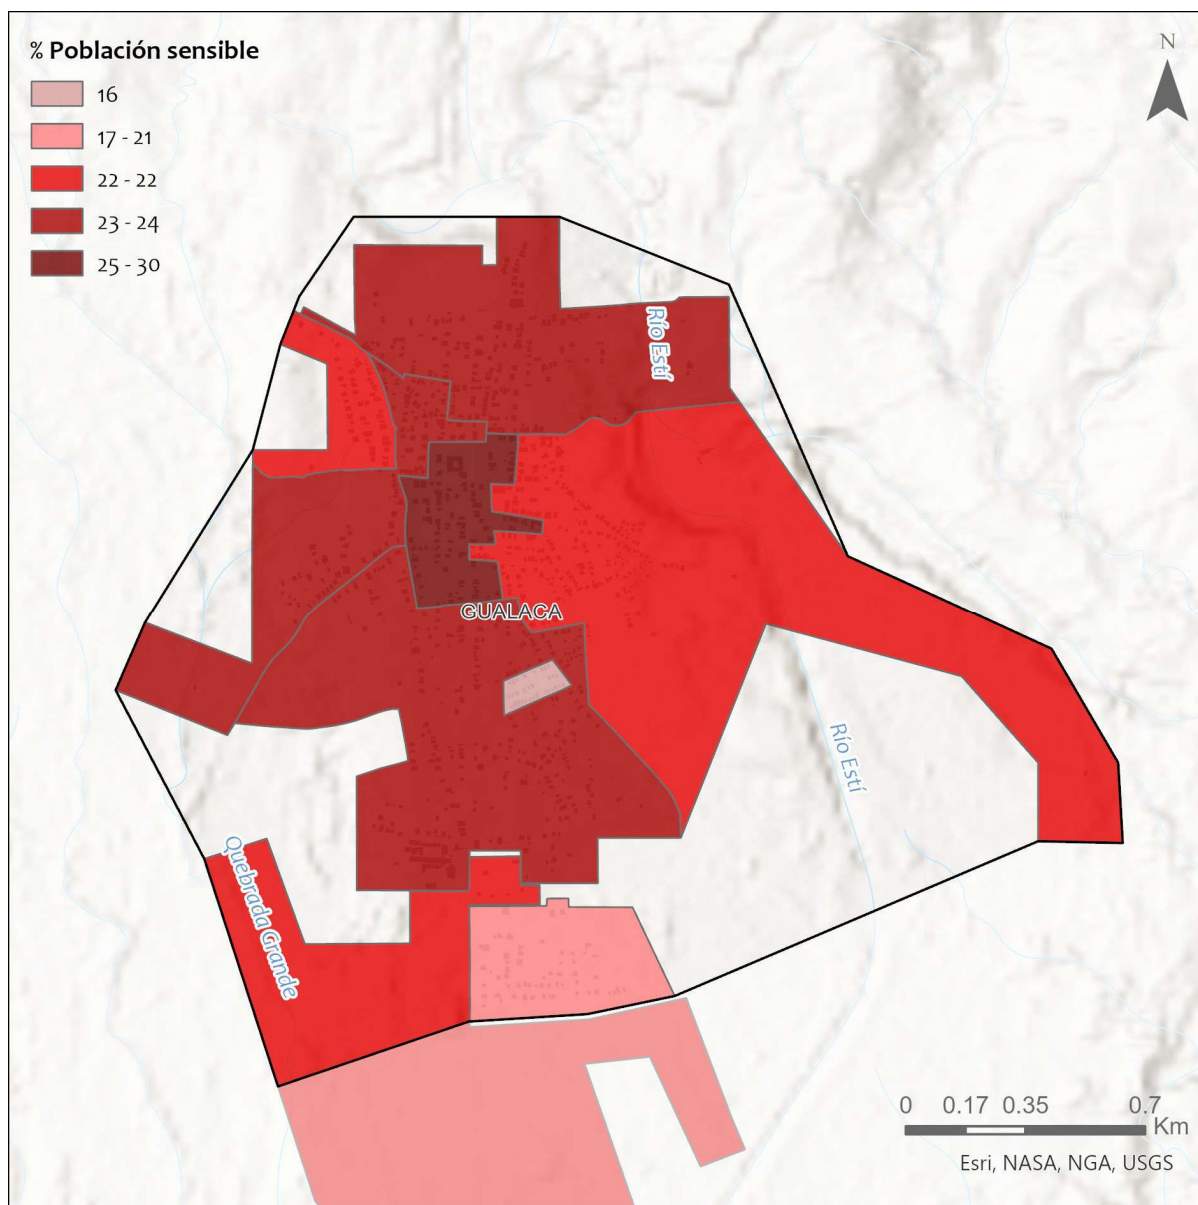 % Población sensible
16
17 - 21
22 - 22
23 - 24
25 - 30
N
Río Estí
GUALACA
Río Estí
Quebrada Grande
0 0.17 0.35 0.7
Km
Esri, NASA, NGA, USGS